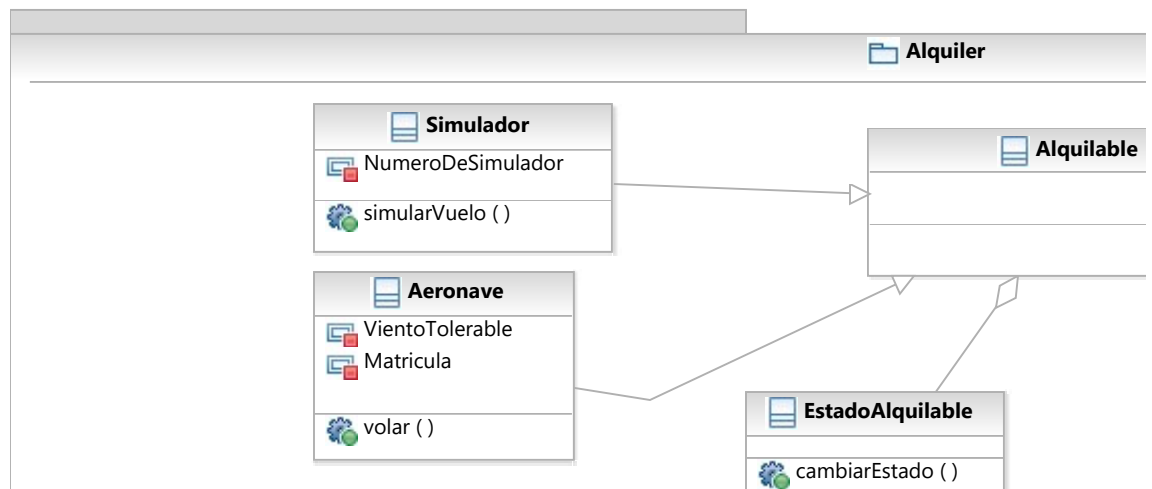 Alquiler
Simulador
NumeroDeSimulador
simularVuelo ( )
Alquilable
Aeronave
VientoTolerable
Matricula
volar ( )
EstadoAlquilable
cambiarEstado ( )